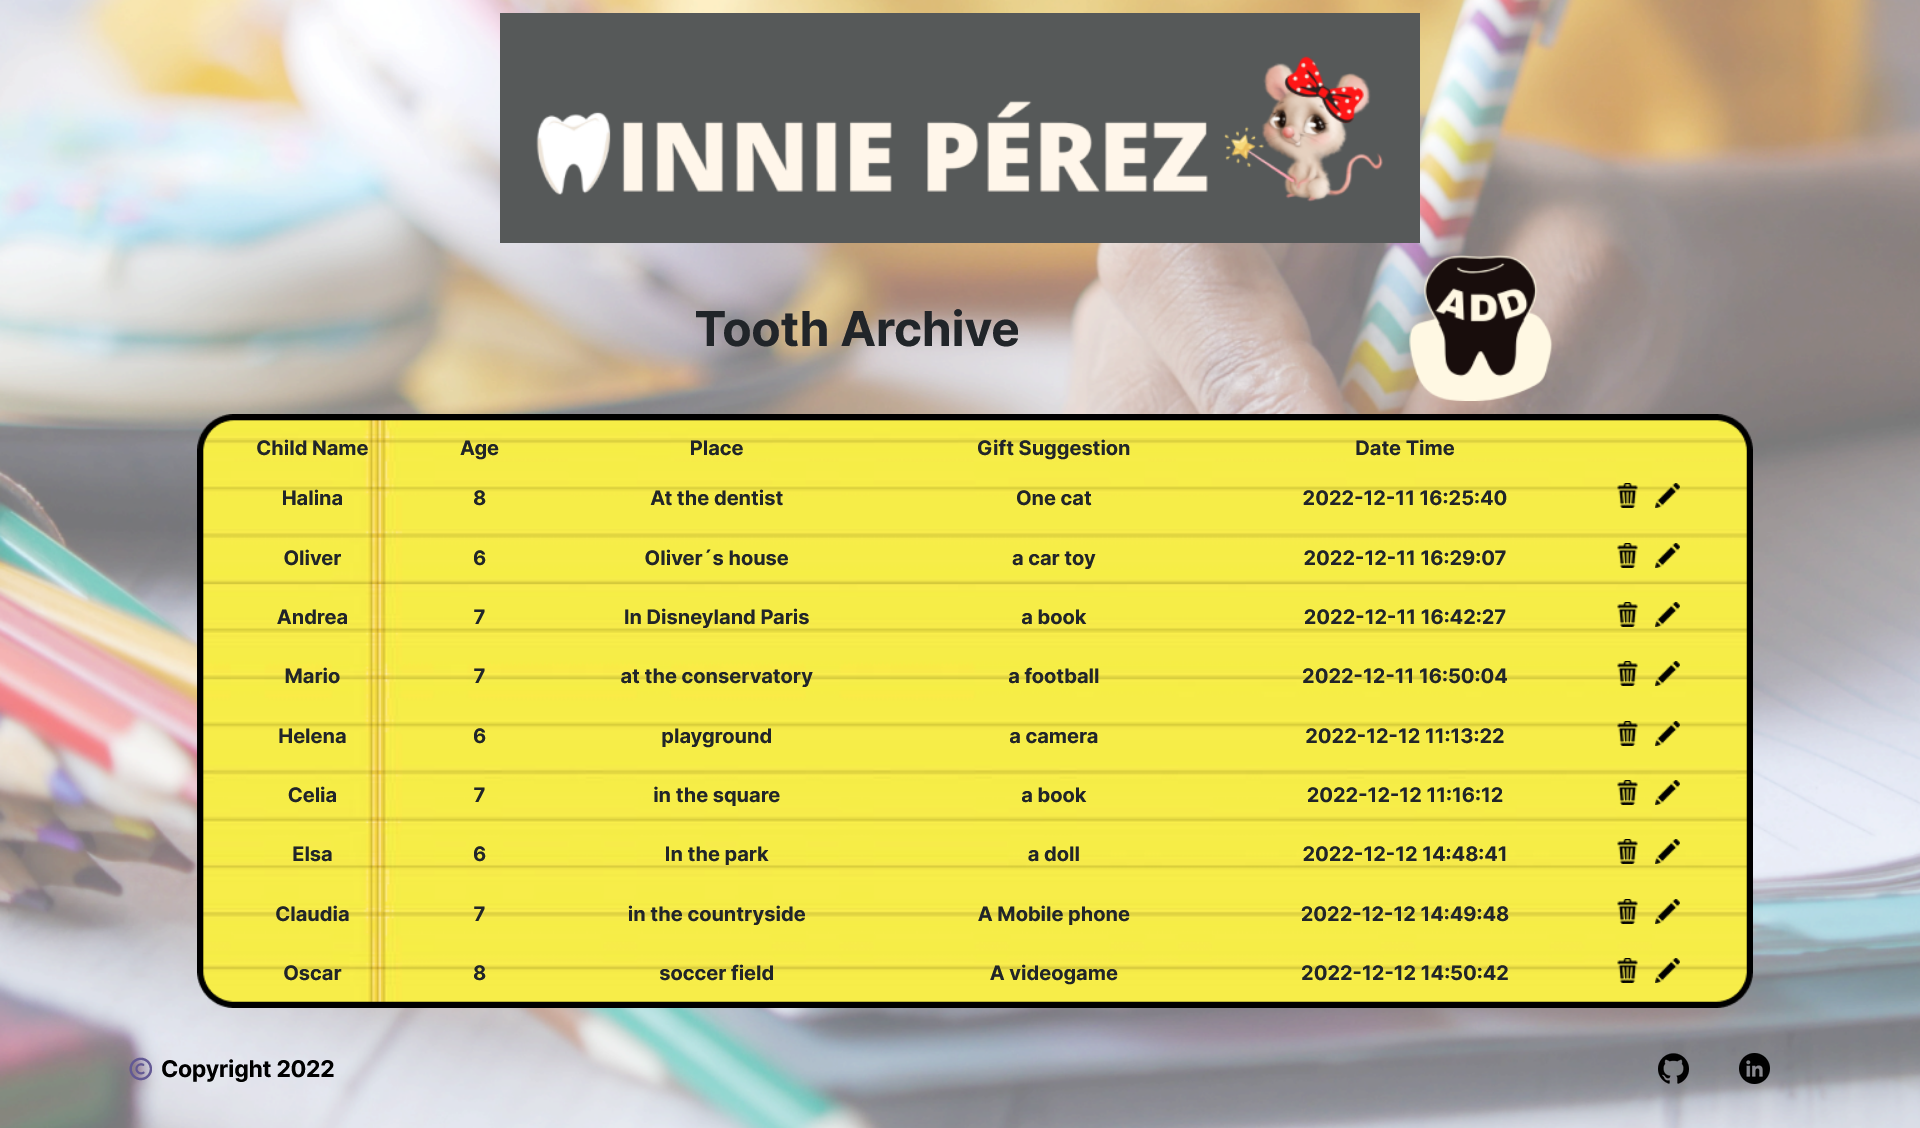 INNIE PÉREZ
Tooth Archive
ADD
Child Name Age Place Gift Suggestion Date Time
Halina 8 At the dentist One cat 2022-12-11 16:25:40
Oliver 6 Oliver´s house a car toy 2022-12-11 16:29:07
Andrea 7 In Disneyland Paris a book 2022-12-11 16:42:27
Mario 7 at the conservatory a football 2022-12-11 16:50:04
Helena 6 playground a camera 2022-12-12 11:13:22
Celia 7 in the square a book 2022-12-12 11:16:12
Elsa 6 In the park a doll 2022-12-12 14:48:41
Claudia 7 in the countryside A Mobile phone 2022-12-12 14:49:48
Oscar 8 soccer field A videogame 2022-12-12 14:50:42
© Copyright 2022
in